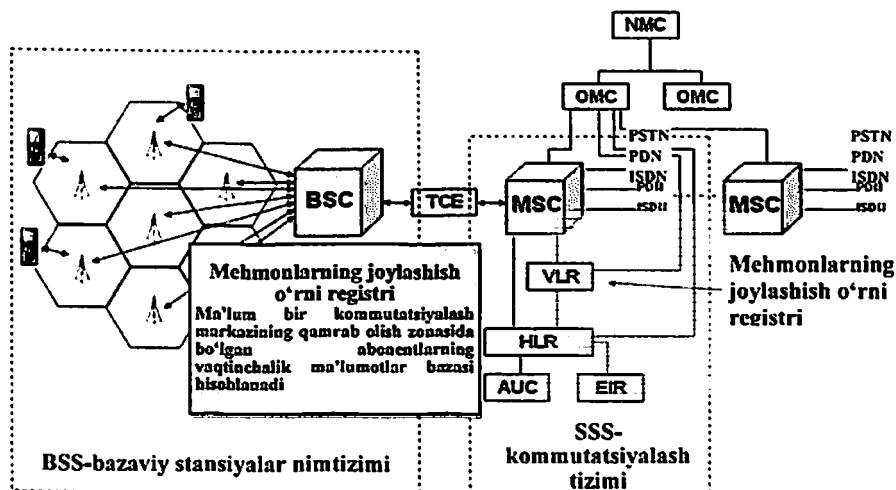 NMC
OMC
OMC
PSTN
PDN
ISDN
PSTN
PDN
ISDN
BSC
TCE
MSC
MSC
VLR
HLR
AUC
EIR
Mehmonlarning joylashish
o‘rni registri
Ma’lum bir kommutatsiyalash
markazining qamrab olish zonasida
bo‘lgan abonentlarning
vaqtinchalik ma’lumotlar bazasi
hisoblanadi
Mehmonlarning
joylashish o‘rni
registri
BSS-bazaviy stansiyalar nimtizimi
SSS-
kommutatsiyalash
tizimi